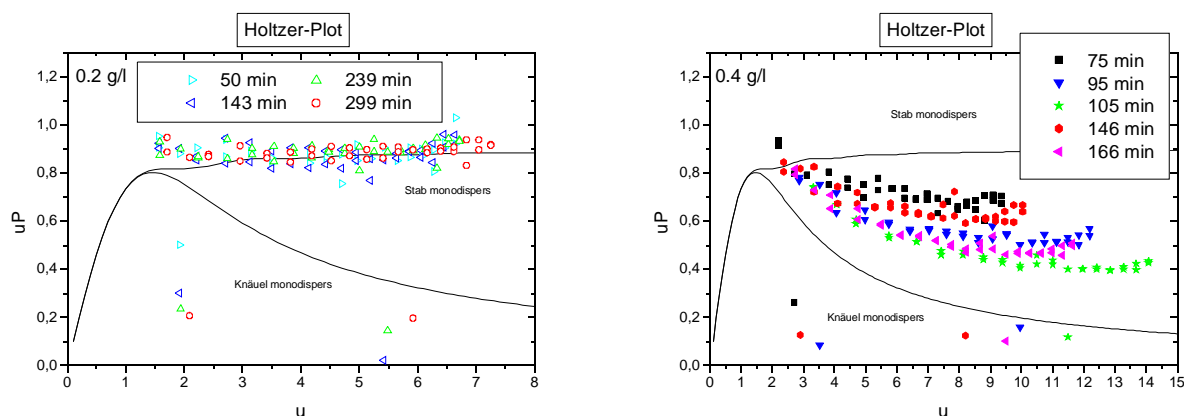 Holtzer-Plot
0.2 g/l
50 min
239 min
143 min
299 min
1,2
1,0
0,8
0,6
0,4
0,2
0,0
uP
Stab monodispers
Knäuel monodispers
0 1 2 3 4 5 6 7 8
u
Holtzer-Plot
0.4 g/l
75 min
95 min
105 min
146 min
166 min
1,2
1,0
0,8
0,6
0,4
0,2
0,0
uP
Stab monodispers
Knäuel monodispers
0 1 2 3 4 5 6 7 8 9 10 11 12 13 14 15
u